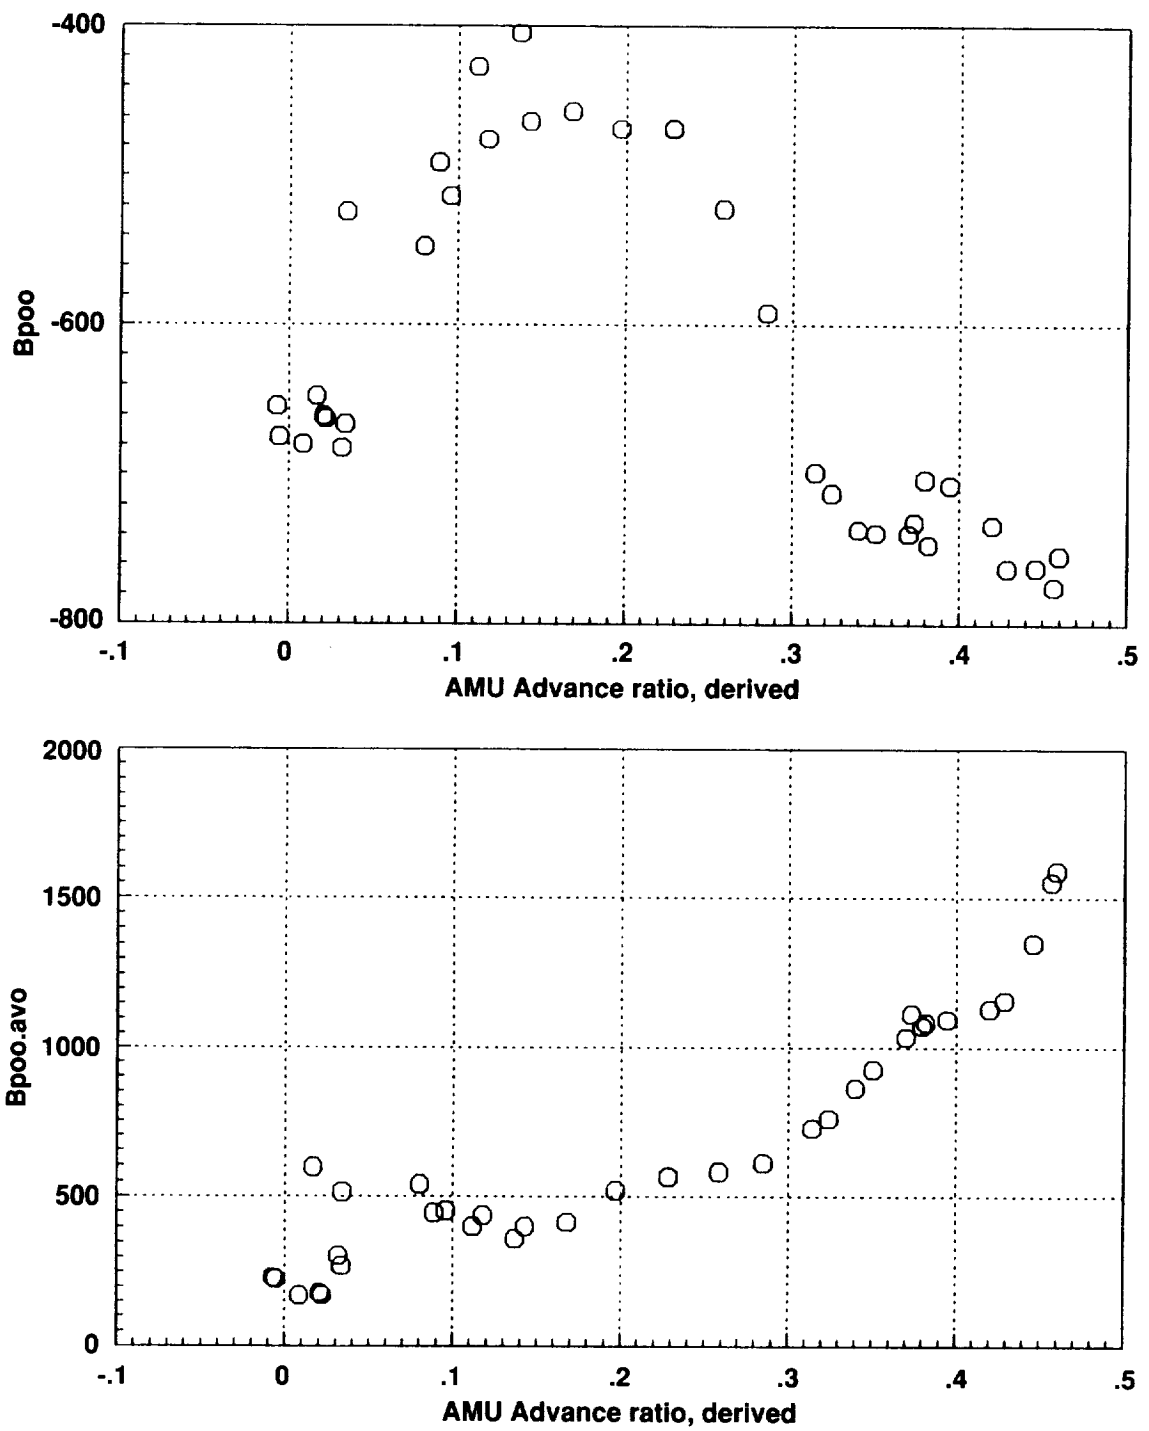 -400
Bpoo
-600
-800
-.1 0 .1 .2 .3 .4 .5
AMU Advance ratio, derived
2000
1500
Bpoo.avo
1000
500
0
-.1 0 .1 .2 .3 .4 .5
AMU Advance ratio, derived